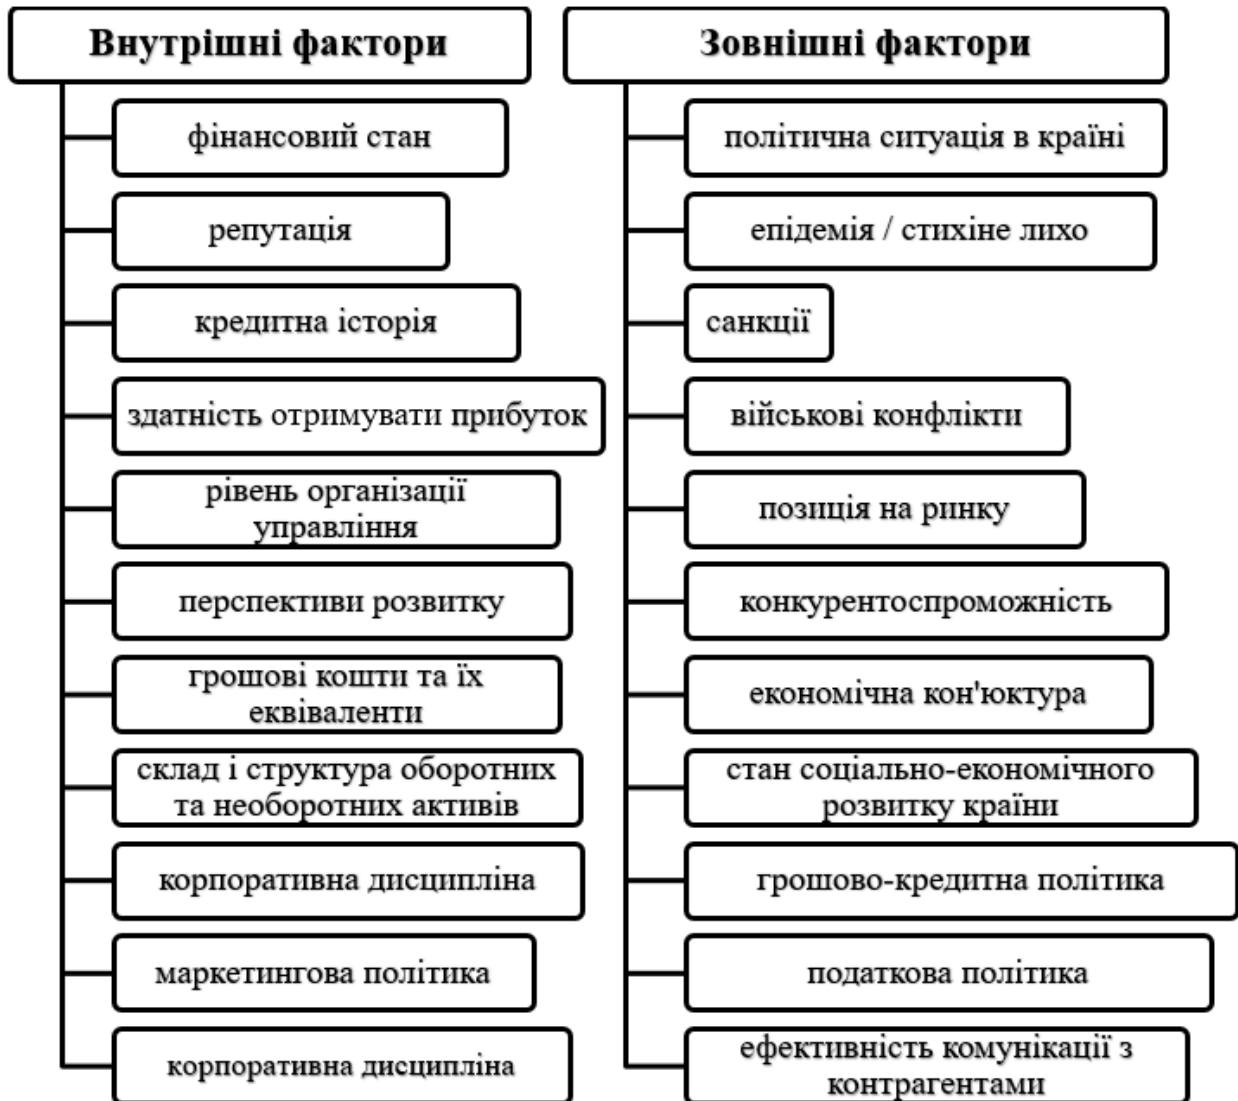 Внутрішні фактори
фінансовий стан
репутація
кредитна історія
здатність отримувати прибуток
рівень організації
управління
перспективи розвитку
грошові кошти та їх
еквіваленти
склад і структура оборотних
та необоротних активів
корпоративна дисципліна
маркетингова політика
корпоративна дисципліна
Зовнішні фактори
політична ситуація в країні
епідемія / стихіне лихо
санкції
військові конфлікти
позиція на ринку
конкурентоспроможність
економічна кон'юктура
стан соціально-економічного
розвитку країни
грошово-кредитна політика
податкова політика
ефективність комунікації з
контрагентами